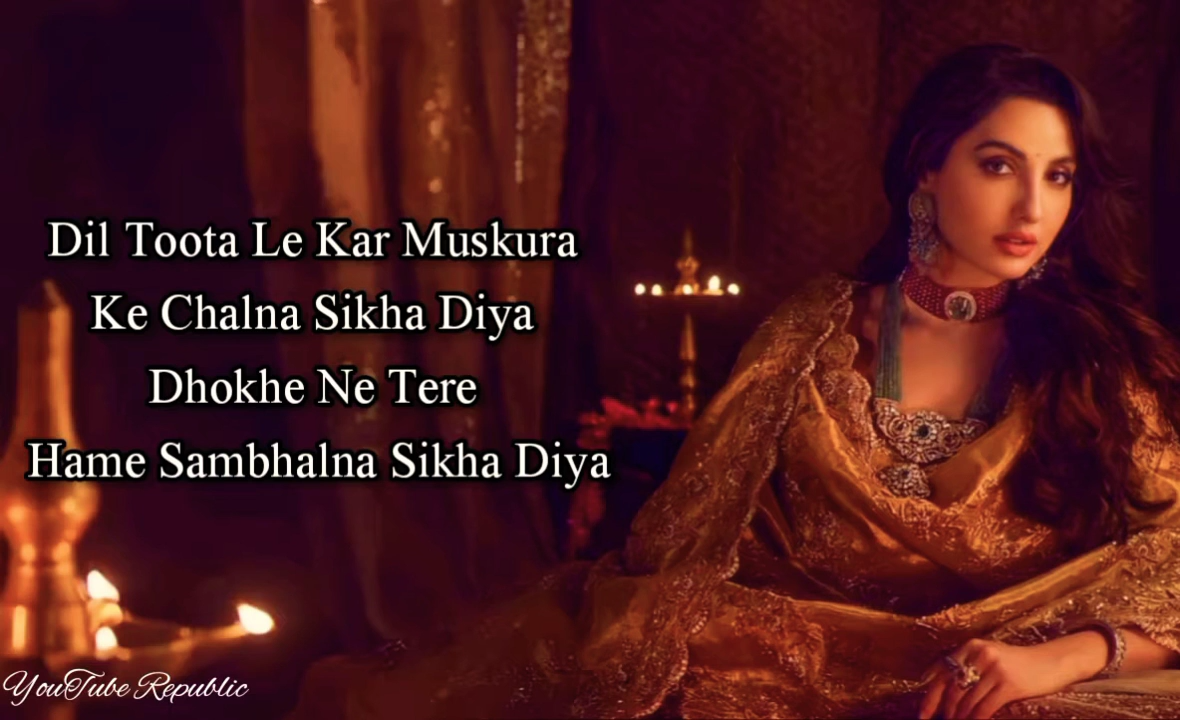 Dil Toota Le Kar Muskura
Ke Chalna Sikha Diya
Dhokhe Ne Tere
Hame Sambhalna Sikha Diya
YouTube Republic